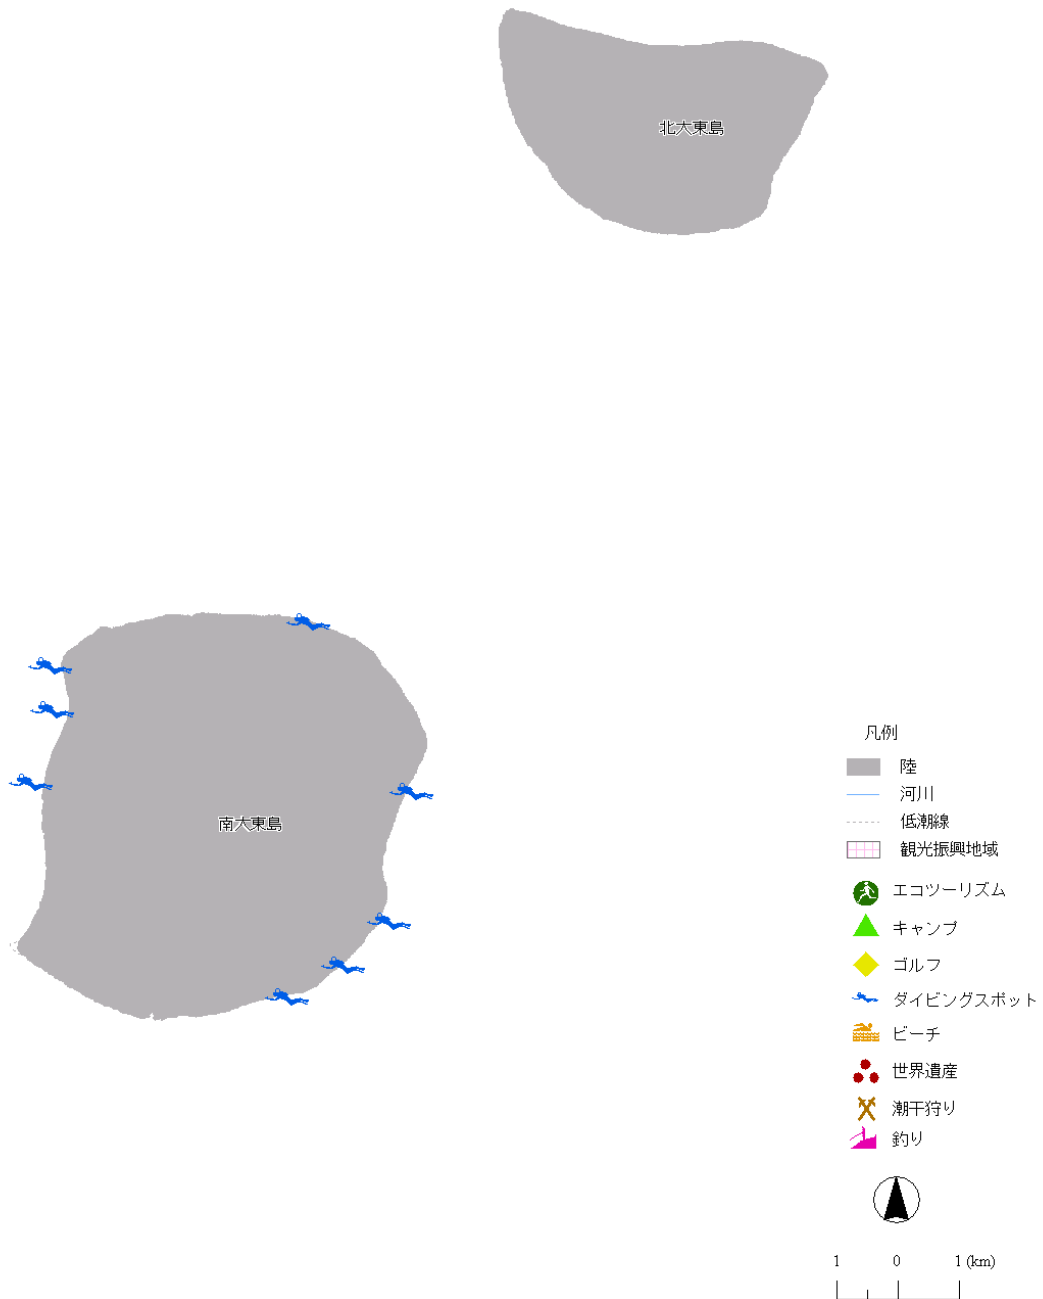 北大東島
南大東島
凡例
陸
河川
低潮線
観光振興地域
エコツーリズム
キャンプ
ゴルフ
ダイビングスポット
ビーチ
世界遺産
潮干狩り
釣り
1 0 1 (km)